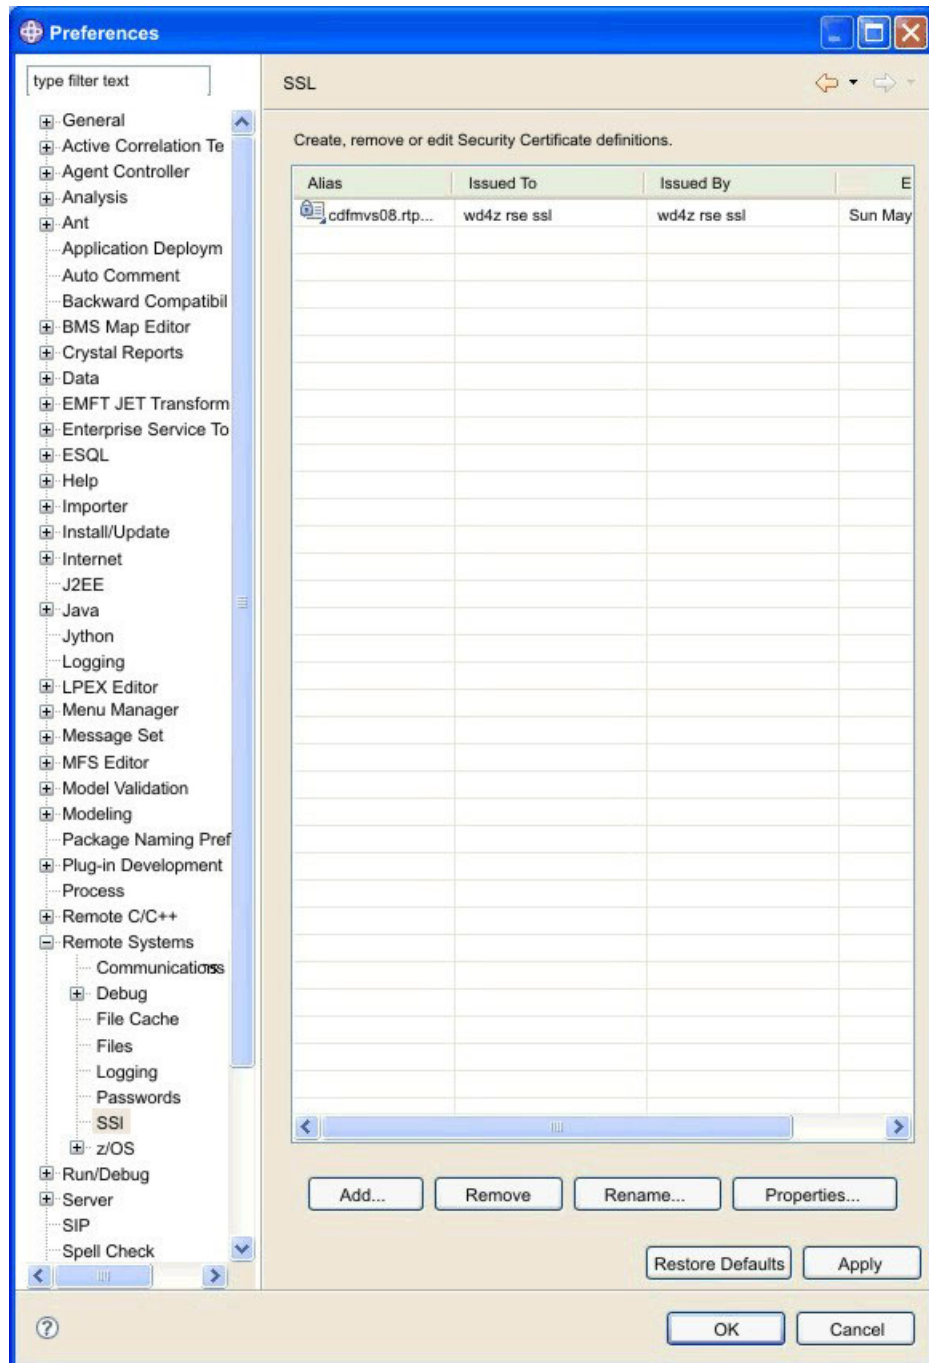 Preferences
type filter text
SSL
General
Active Correlation Te
Agent Controller
Analysis
Ant
Application Deploym
Auto Comment
Backward Compatibil
BMS Map Editor
Crystal Reports
Data
EMFT JET Transform
Enterprise Service To
ESQL
Help
Importer
Install/Update
Internet
J2EE
Java
Jython
Logging
LPEX Editor
Menu Manager
Message Set
MFS Editor
Model Validation
Modeling
Package Naming Pref
Plug-in Development
Process
Remote C/C++
Remote Systems
Communications
Debug
File Cache
Files
Logging
Passwords
SSI
z/OS
Run/Debug
Server
SIP
Spell Check
Create, remove or edit Security Certificate definitions.
Alias Issued To Issued By E
cdfmvs08.rtp... wd4z rse ssl wd4z rse ssl Sun May
Add... Remove Rename... Properties...
Restore Defaults Apply
OK Cancel